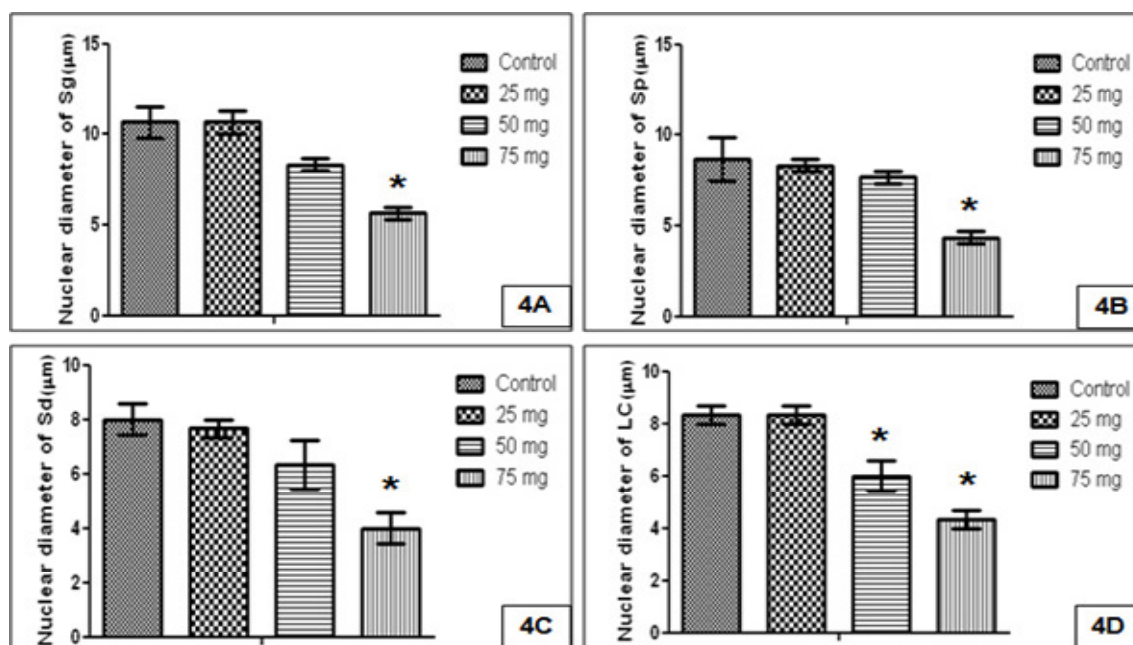 Nuclear diameter of Sg(μm)
15
10
5
0
*
Control
25 mg
50 mg
75 mg
4A
Nuclear diameter of Sp(μm)
15
10
5
0
*
Control
25 mg
50 mg
75 mg
4B
Nuclear diameter of Sd(μm)
10
8
6
4
2
0
*
Control
25 mg
50 mg
75 mg
4C
Nuclear diameter of LC(μm)
10
8
6
4
2
0
*
*
Control
25 mg
50 mg
75 mg
4D